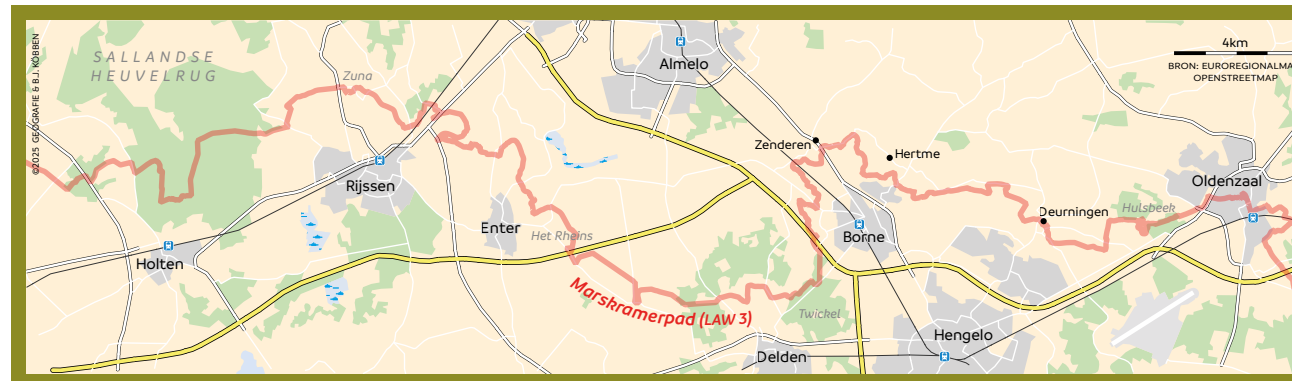 ©2025 GEOGRAFIE & B.J. KÖBBEN
SALLANDSE
HEUVELRUG
Zuna
Almelo
4km
BRON: EUROREGIONALMA
OPENSTREETMAP
Zenderen
Hertme
Rijssen
Oldenzaal
Deurningen
Hulsbeek
Enter
Het Rheins
Borne
Holten
Marskramerpad (LAW 3)
Twickel
Hengelo
Delden